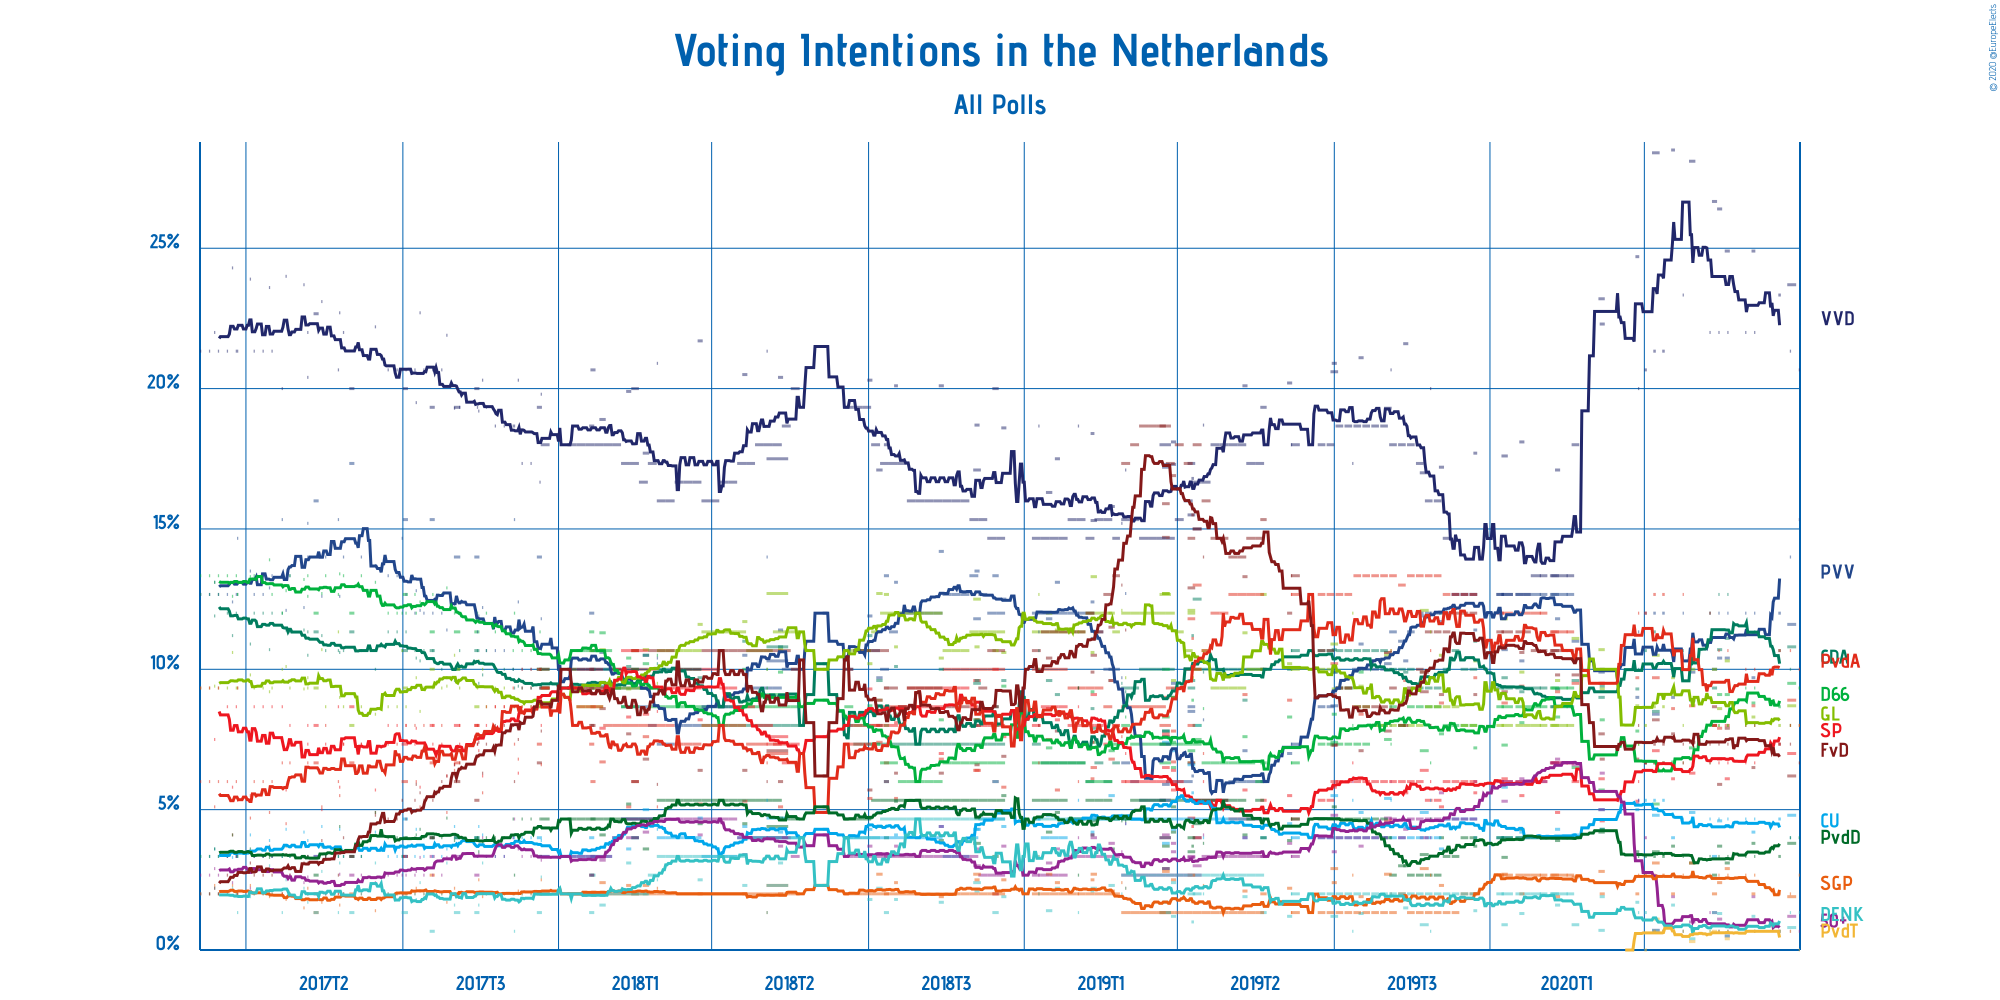 © 2020 @EuropeElects
Voting Intentions in the Netherlands
All Polls
25%
20%
15%
10%
5%
0%
VVD
PVV
CDA
PvdA
D66
GL
SP
FvD
CU
PvdD
SGP
DENK
50+
PvdT
2017T2
2017T3
2018T1
2018T2
2018T3
2019T1
2019T2
2019T3
2020T1